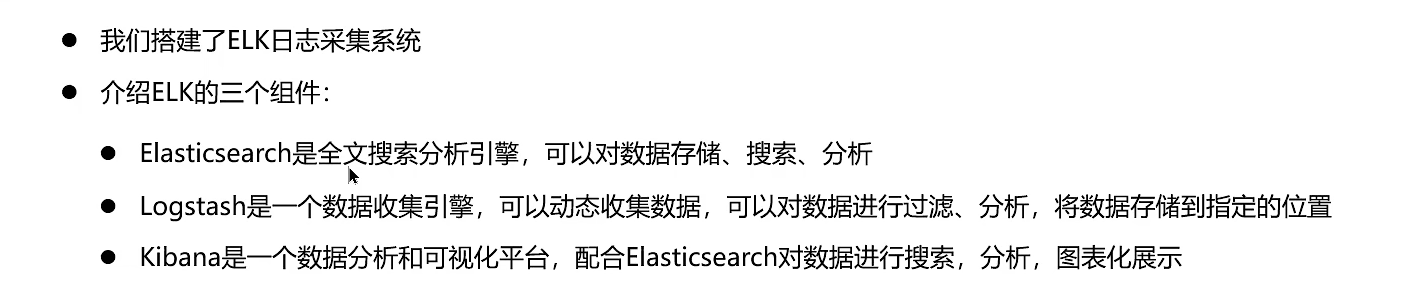 我们搭建了ELK日志采集系统
介绍ELK的三个组件：
Elasticsearch是全文搜索分析引擎，可以对数据存储、搜索、分析
Logstash是一个数据收集引擎，可以动态收集数据，可以对数据进行过滤、分析，将数据存储到指定的位置
Kibana是一个数据分析和可视化平台，配合Elasticsearch对数据进行搜索，分析，图表化展示